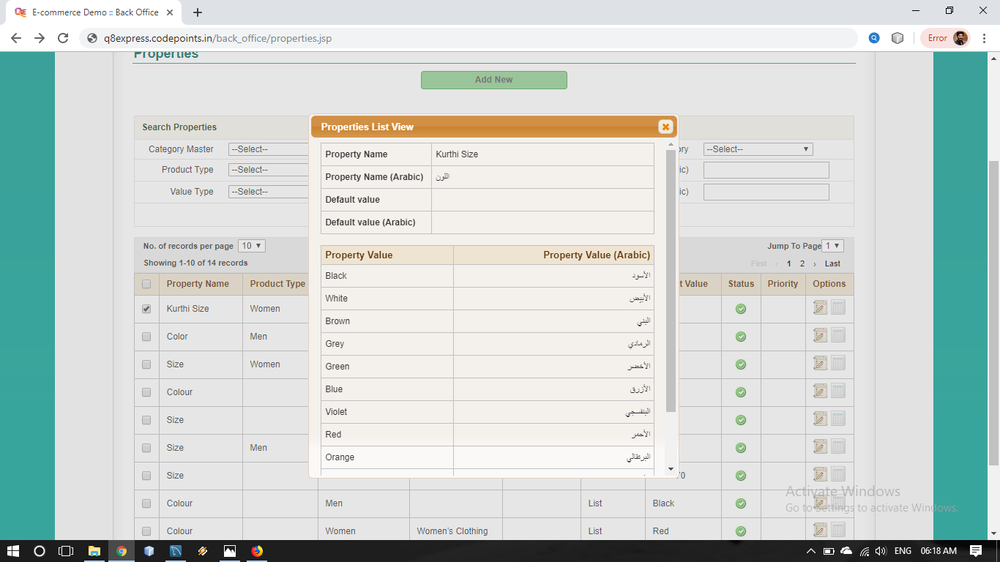 E-commerce Demo :: Back Office
q8express.codepoints.in/back_office/properties.jsp
Error
Properties
Add New
Search Properties
Category Master --Select-- --Select--
Product Type --Select--
Value Type --Select--
Properties List View
Property Name Kurthi Size
Property Name (Arabic) اللون
Default value
Default value (Arabic)
Property Value Property Value (Arabic)
Black الأسود
White الأبيض
Brown البني
Grey الرمادي
Green الأخضر
Blue الأزرق
Violet البنفسجي
Red الأحمر
Orange البرتقالي
No. of records per page 10 Jump To Page 1
Showing 1-10 of 14 records First ‹ 1 2 › Last
Property Name Product Type t Value Status Priority Options
Kurthi Size Women
Color Men
Size Women
Colour
Size
Size Men
Size
Colour Men List Black
Colour Women Women's Clothing List Red
Activate Windows
Go to Settings to activate Windows.
ENG 06:18 AM